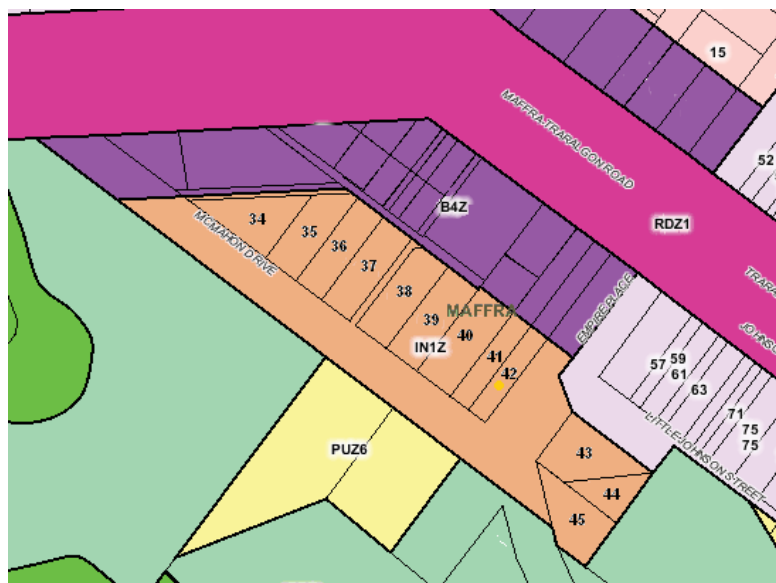 15
MAFFRA-TRARALGON ROAD
52
B4Z
RDZ1
34
MCMAHON DRIVE
35
36
37
38
39
MAFFRA
40
IN1Z
41
42
EMPIRE PLACE
57
59
61
63
71
75
75
LITTLE JOHNSON STREET
PUZ6
43
44
45